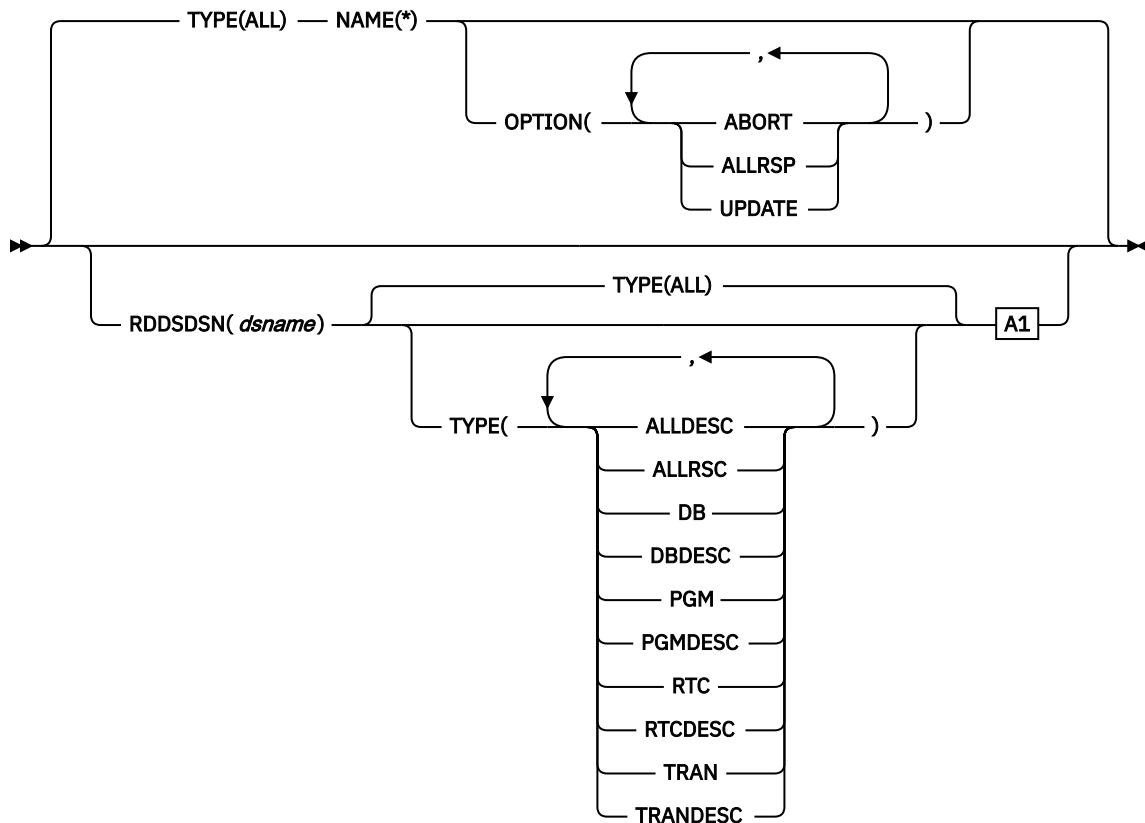 TYPE(ALL) NAME(*)
,
OPTION( ABORT )
ALLRSP
UPDATE
TYPE(ALL)
RDDSDSN( dsname) A1
,
TYPE( ALLDESC )
ALLRSC
DB
DBDESC
PGM
PGMDESC
RTC
RTCDESC
TRAN
TRANDESC